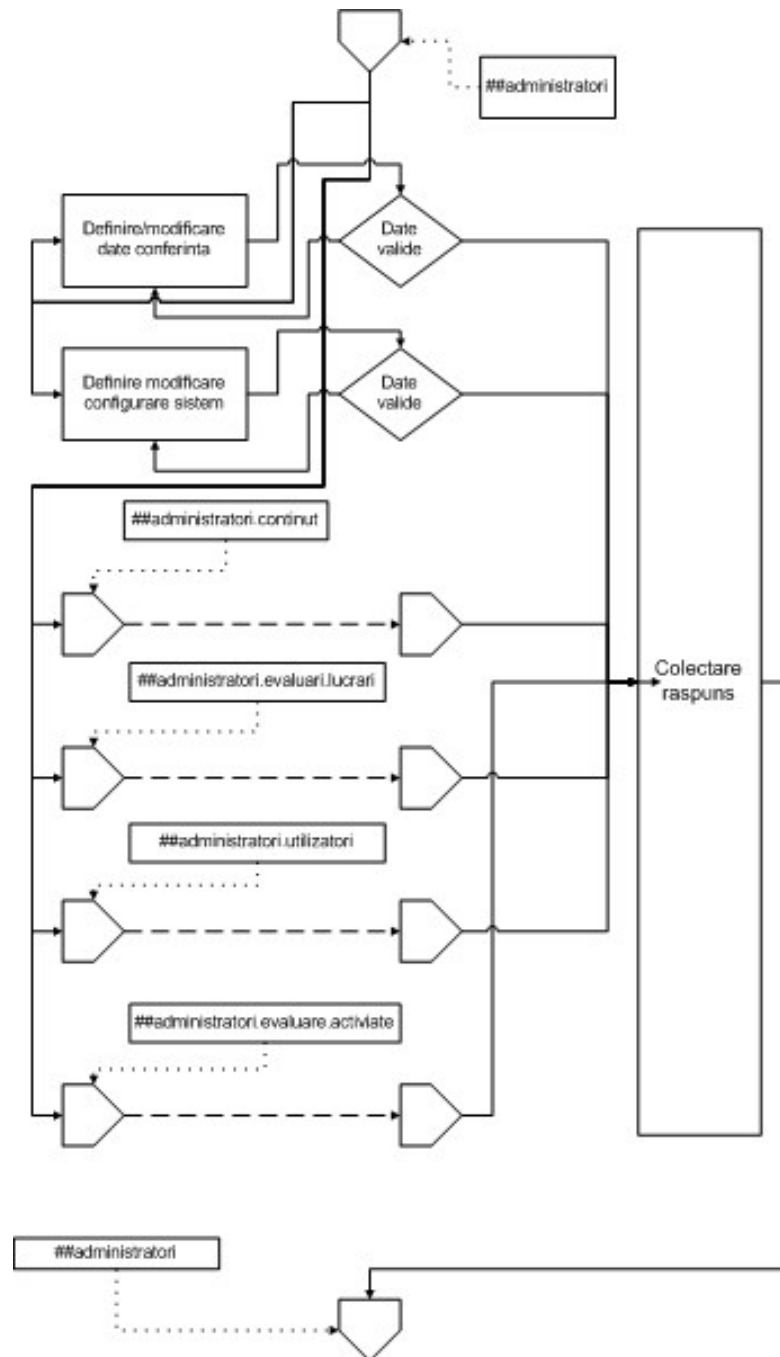 ##administratori
Definire/modificare
date conferinta
Date
valide
Definire modificare
configurare sistem
Date
valide
##administratori.continut
##administratori.evaluari.lucrari
Colectare
raspuns
##administratori.utilizatori
##administratori.evaluare.activiate
##administratori